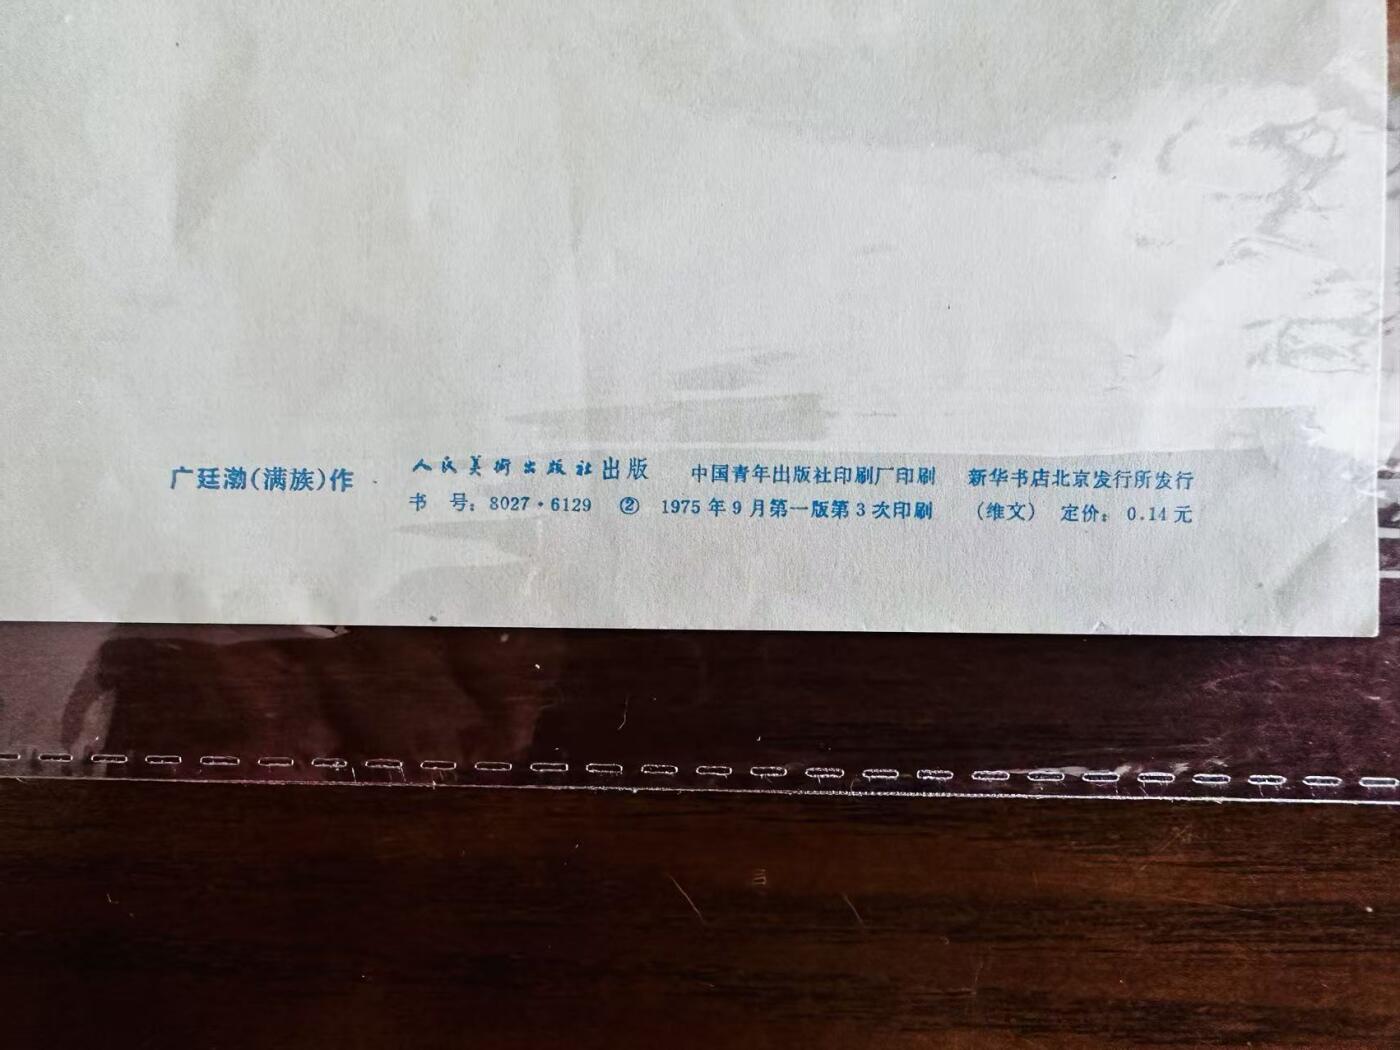 广廷渤(满族)作
人民美術出版社出版 中国青年出版社印刷厂印刷 新华书店北京发行所发行
书 号：8027·6129 ② 1975年9月第一版第3次印刷 (维文) 定价：0.14元